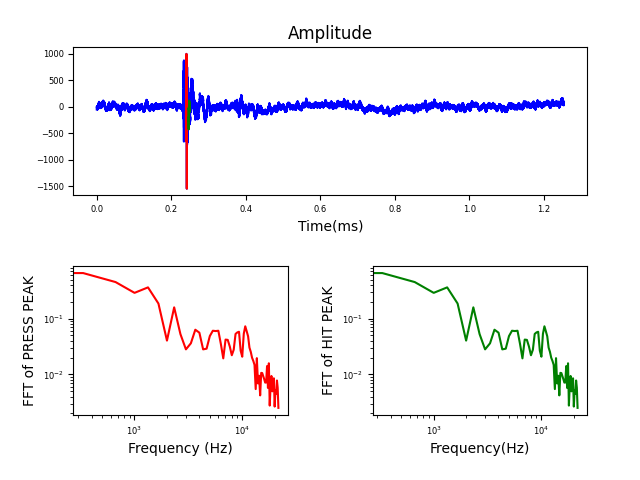 Amplitude
1000
500
0
−500
−1000
−1500
0.0 0.2 0.4 0.6 0.8 1.0 1.2
Time(ms)
FFT of PRESS PEAK
10⁻¹
10⁻²
10³ 10⁴
Frequency (Hz)
FFT of HIT PEAK
10⁻¹
10⁻²
10³ 10⁴
Frequency(Hz)